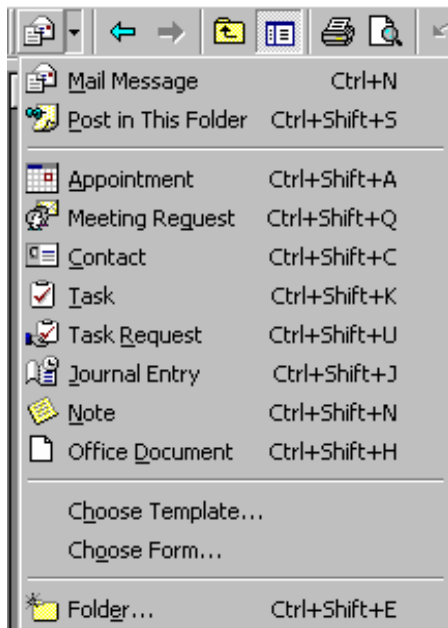 Mail Message Ctrl+N
Post in This Folder Ctrl+Shift+S
Appointment Ctrl+Shift+A
Meeting Request Ctrl+Shift+Q
Contact Ctrl+Shift+C
Task Ctrl+Shift+K
Task Request Ctrl+Shift+U
Journal Entry Ctrl+Shift+J
Note Ctrl+Shift+N
Office Document Ctrl+Shift+H
Choose Template...
Choose Form...
Folder... Ctrl+Shift+E